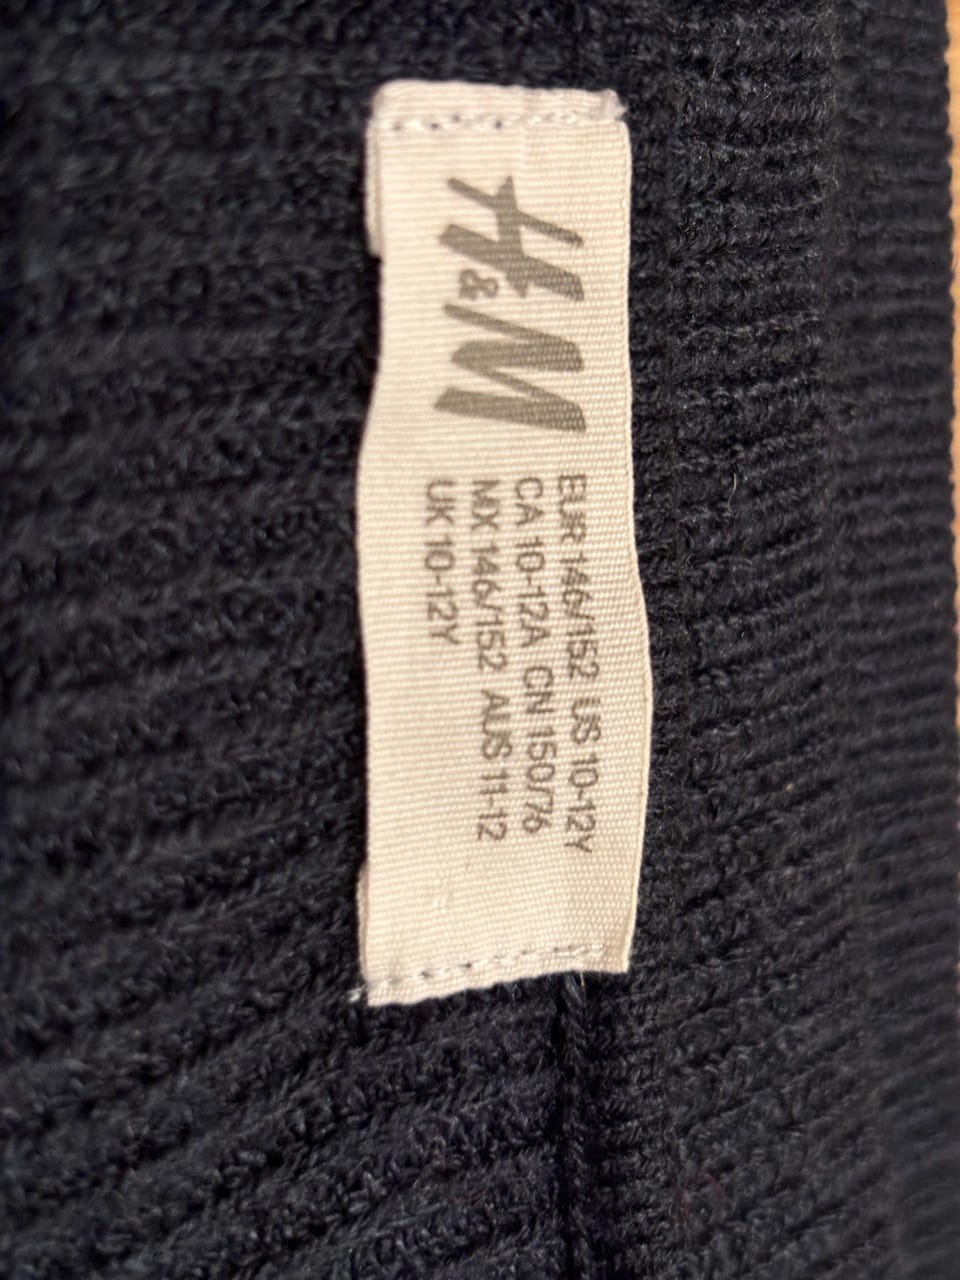 H&M
EUR 146/152 US 10-12Y
CA 10-12A CN 150/76
MX 146/152 AUS 11-12
UK 10-12Y